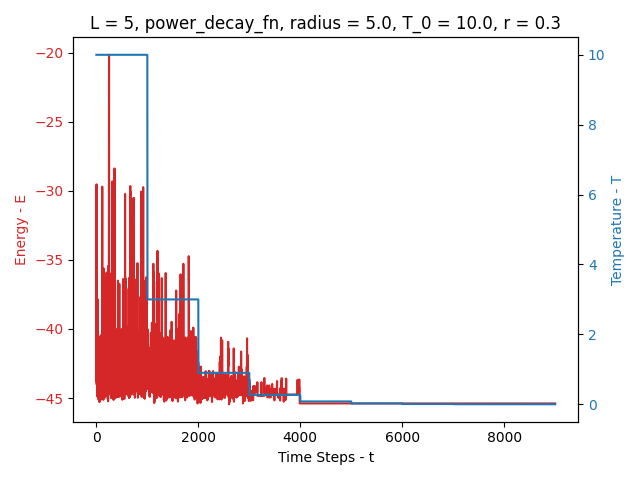 L = 5, power_decay_fn, radius = 5.0, T_0 = 10.0, r = 0.3
−20
−25
−30
−35
−40
−45
Energy - E
10
8
6
4
2
0
Temperature - T
0 2000 4000 6000 8000
Time Steps - t